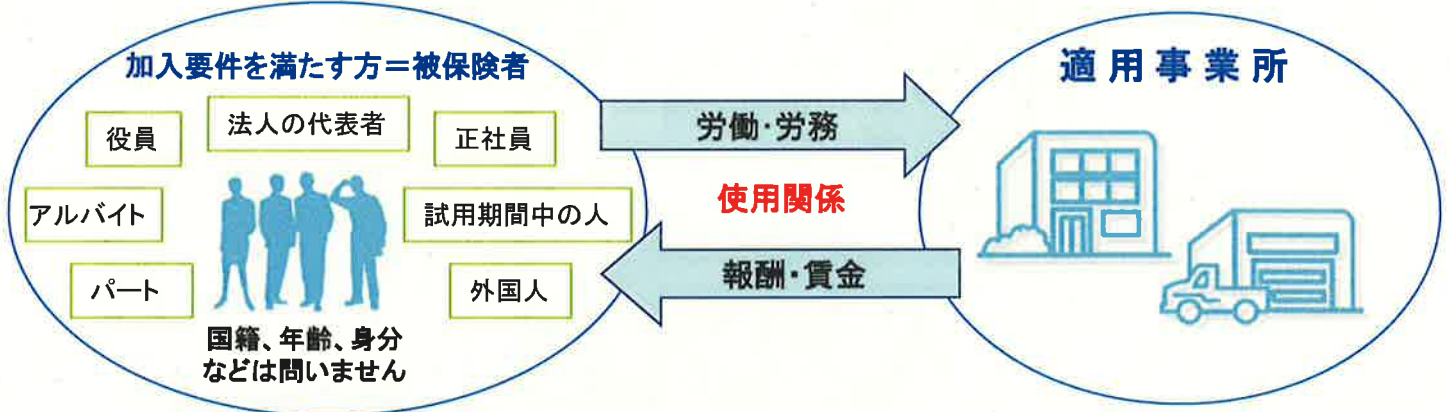 加入要件を満たす方＝被保険者
役員
法人の代表者
正社員
アルバイト
試用期間中の人
パート
外国人
国籍、年齢、身分
などは問いません
労働・労務
使用関係
報酬・賃金
適用事業所